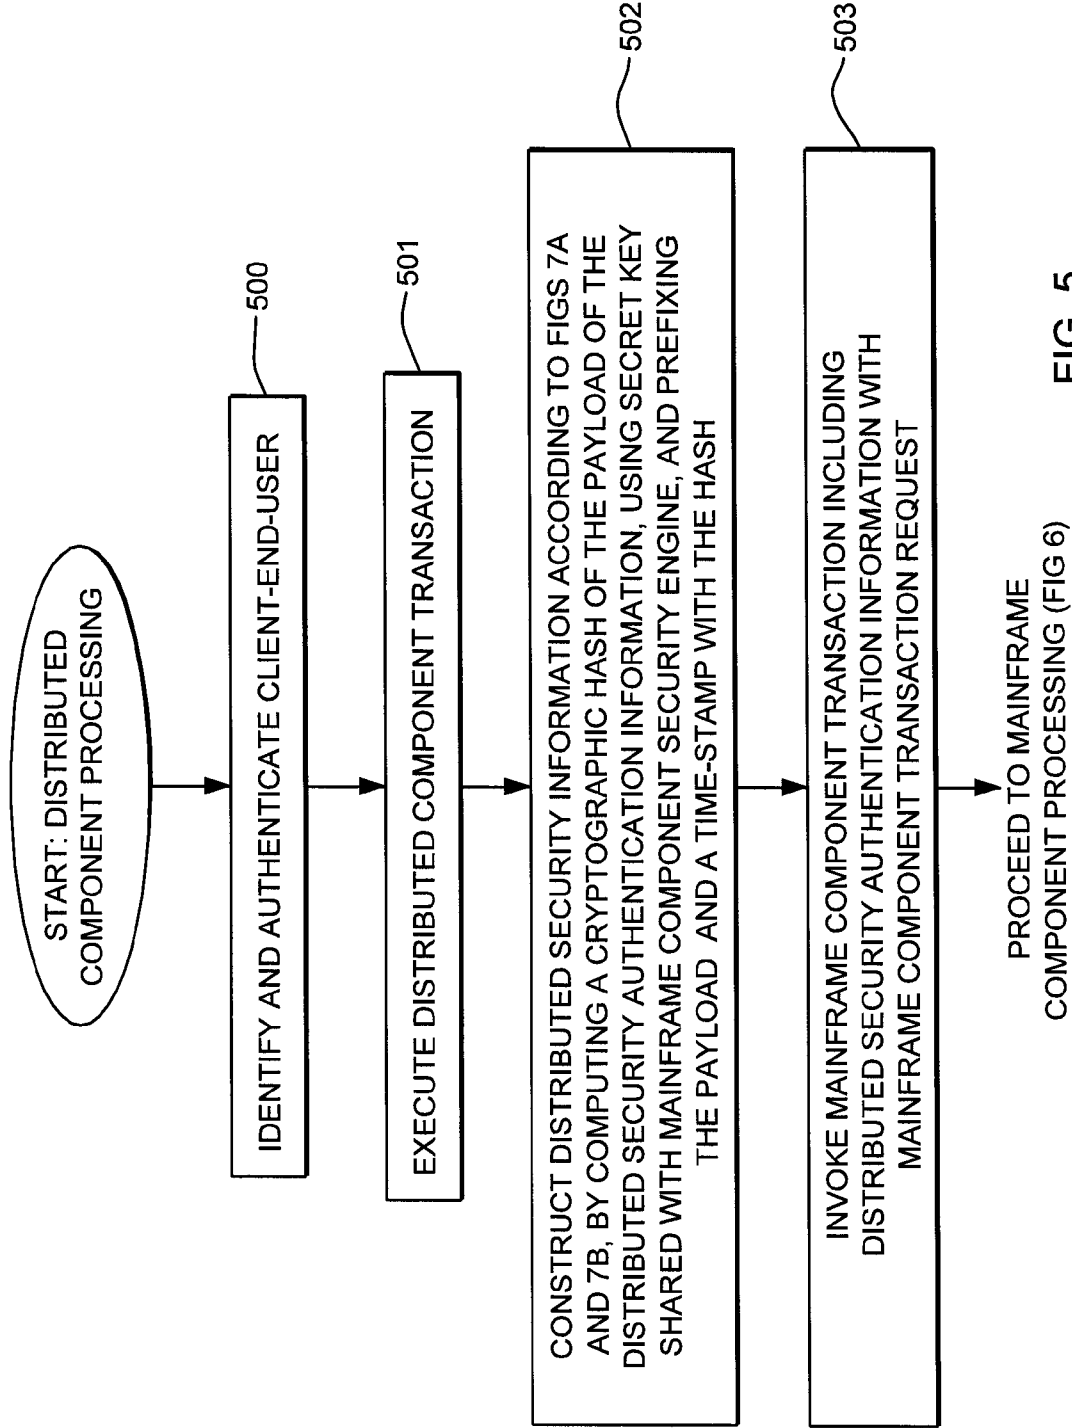 START: DISTRIBUTED
COMPONENT PROCESSING
500
IDENTIFY AND AUTHENTICATE CLIENT-END-USER
501
EXECUTE DISTRIBUTED COMPONENT TRANSACTION
502
CONSTRUCT DISTRIBUTED SECURITY INFORMATION ACCORDING TO FIGS 7A
AND 7B, BY COMPUTING A CRYPTOGRAPHIC HASH OF THE PAYLOAD OF THE
DISTRIBUTED SECURITY AUTHENTICATION INFORMATION, USING SECRET KEY
SHARED WITH MAINFRAME COMPONENT SECURITY ENGINE, AND PREFIXING
THE PAYLOAD AND A TIME-STAMP WITH THE HASH
503
INVOKE MAINFRAME COMPONENT TRANSACTION INCLUDING
DISTRIBUTED SECURITY AUTHENTICATION INFORMATION WITH
MAINFRAME COMPONENT TRANSACTION REQUEST
PROCEED TO MAINFRAME
COMPONENT PROCESSING (FIG 6)
FIG. 5